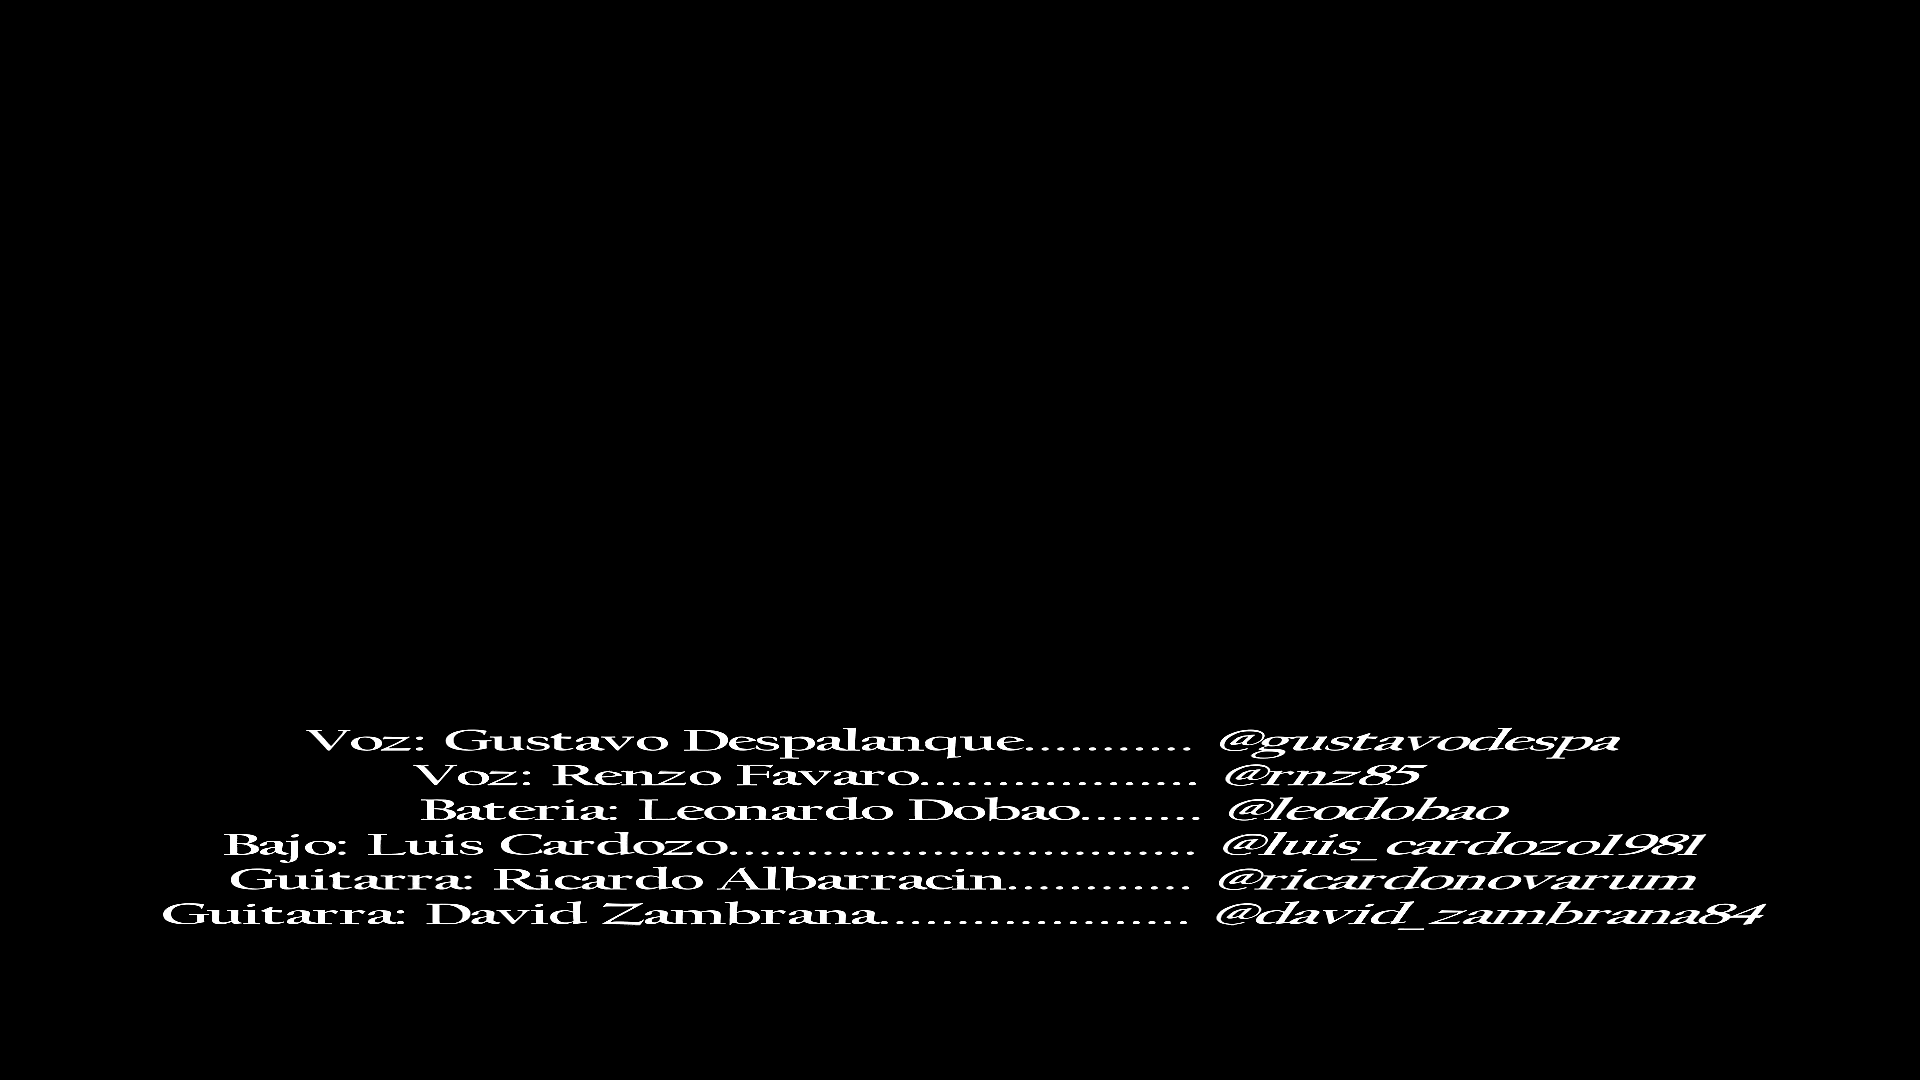 Voz: Gustavo Despalanque........... @gustavodespa
Voz: Renzo Favaro.................. @rnz85
Bateria: Leonardo Dobao........ @leodobao
Bajo: Luis Cardozo.............................. @luis_cardozo1981
Guitarra: Ricardo Albarracin............ @ricardonovarum
Guitarra: David Zambrana.................... @david_zambrana84